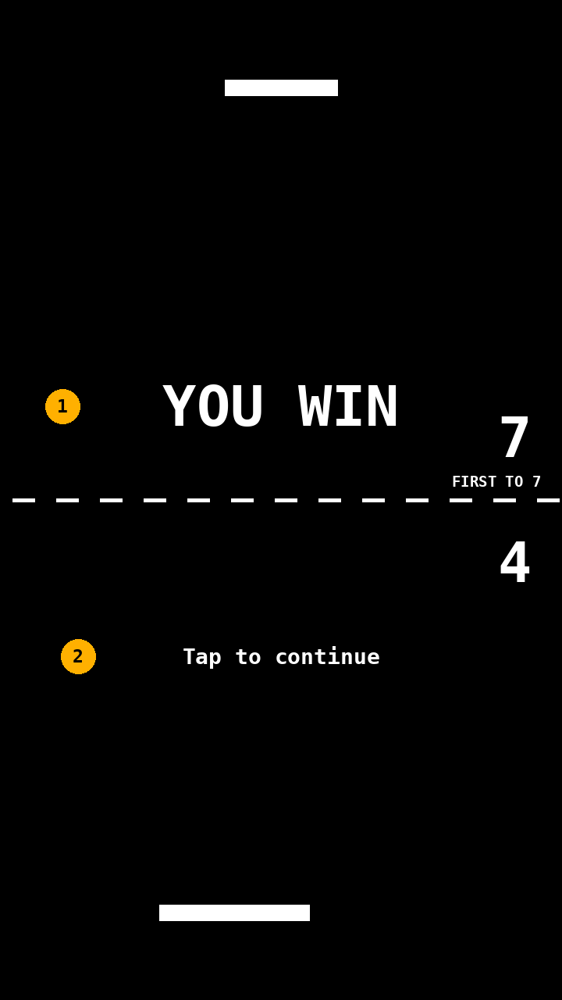 1 YOU WIN
7
FIRST TO 7
4
2 Tap to continue